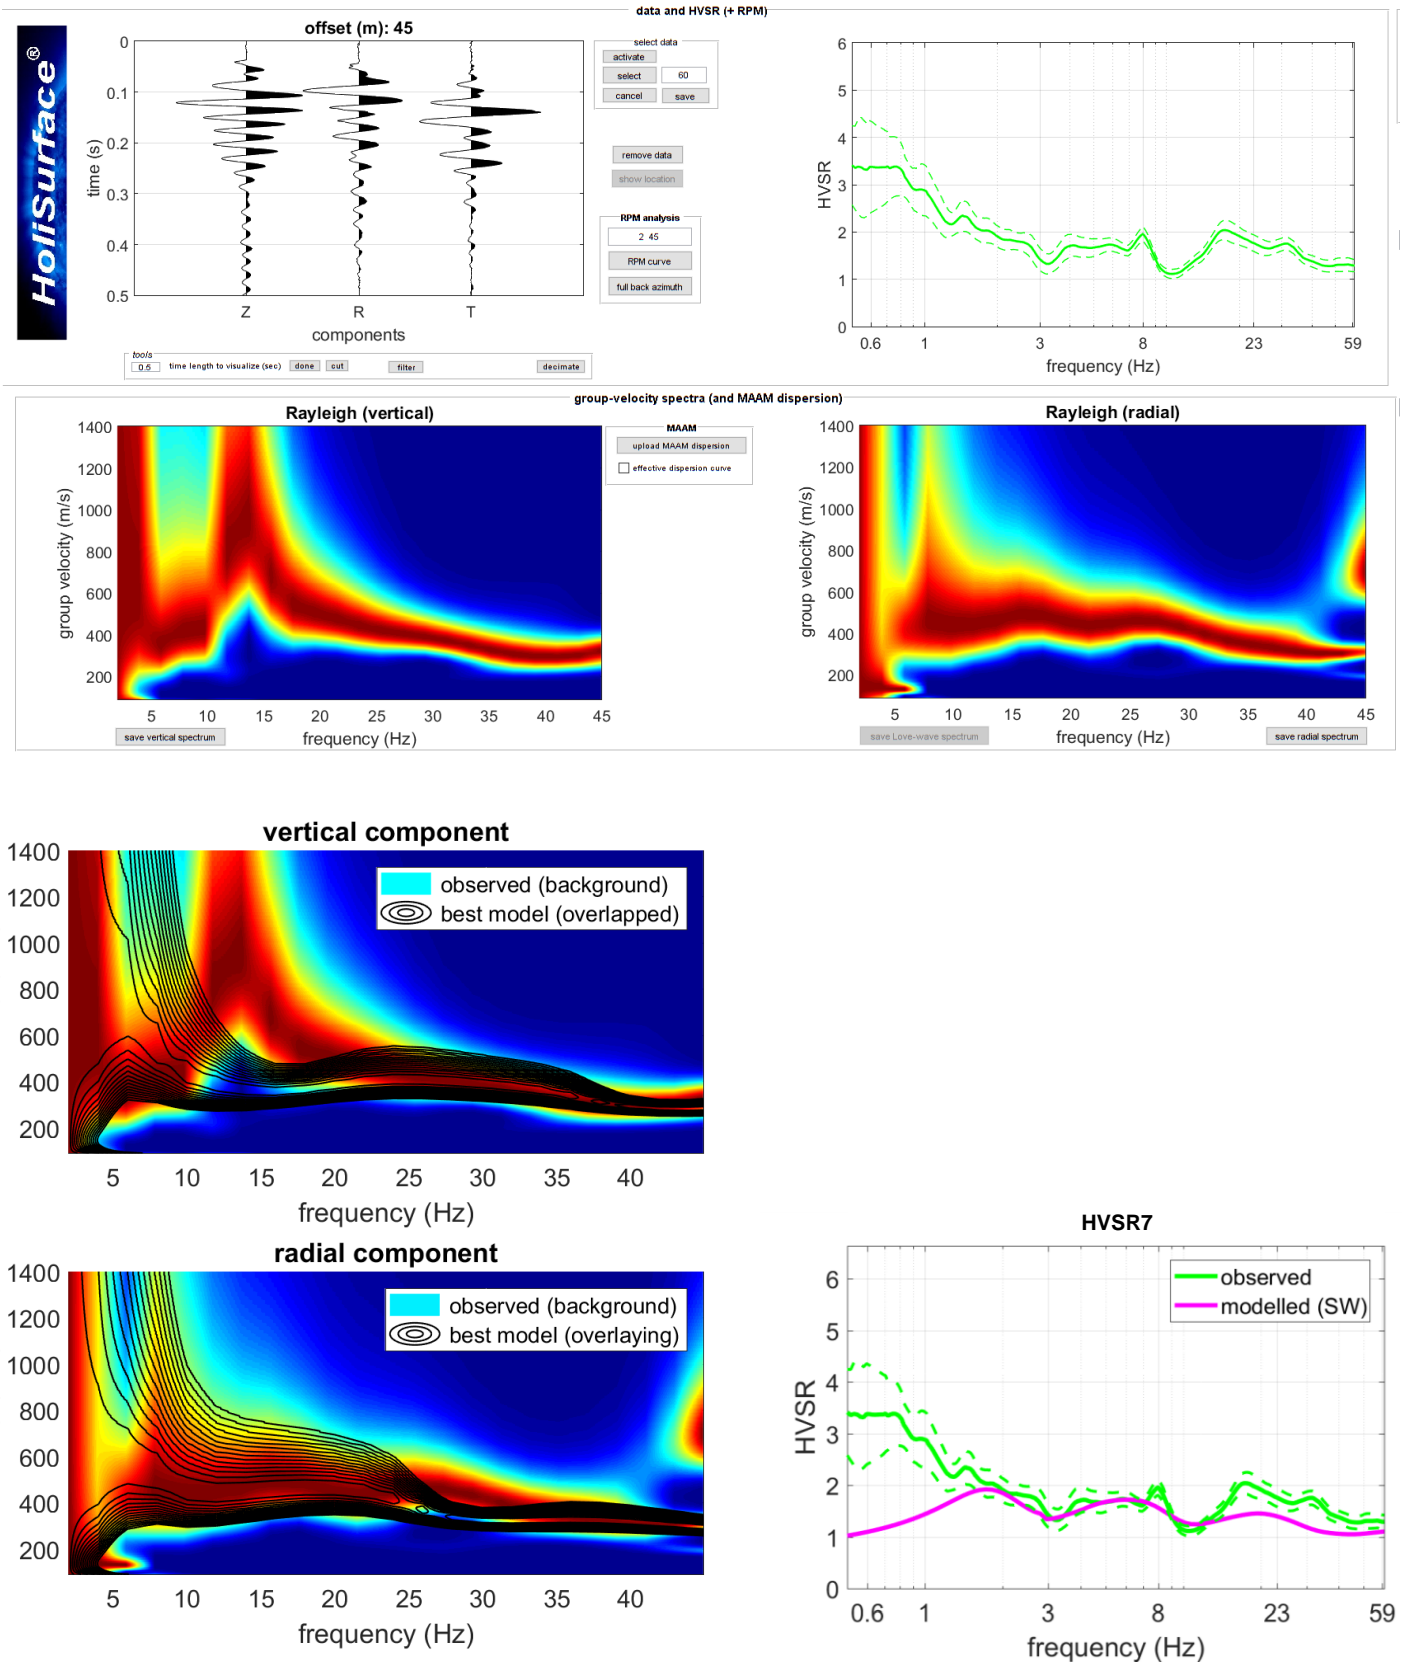 data and HVSR (+ RPM)
HoliSurface®
offset (m): 45
0
0.1
0.2
0.3
0.4
0.5
time (s)
Z R T
components
select data
activate
select 60
cancel save
remove data
show location
RPM analysis
2 45
RPM curve
full back azimuth
tools
0.5 time length to visualize (sec) done cut filter decimate
6
5
4
3
2
1
0
HVSR
0.6 1 3 8 23 59
frequency (Hz)
group-velocity spectra (and MAAM dispersion)
Rayleigh (vertical)
1400
1200
1000
800
600
400
200
group velocity (m/s)
5 10 15 20 25 30 35 40 45
frequency (Hz)
save vertical spectrum
MAAM
upload MAAM dispersion
effective dispersion curve
Rayleigh (radial)
1400
1200
1000
800
600
400
200
group velocity (m/s)
5 10 15 20 25 30 35 40 45
frequency (Hz)
save Love-wave spectrum
save radial spectrum
vertical component
observed (background)
best model (overlapped)
1400
1200
1000
800
600
400
200
5 10 15 20 25 30 35 40
frequency (Hz)
radial component
observed (background)
best model (overlaying)
1400
1200
1000
800
600
400
200
5 10 15 20 25 30 35 40
frequency (Hz)
HVSR7
observed
modelled (SW)
6
5
4
3
2
1
0
HVSR
0.6 1 3 8 23 59
frequency (Hz)